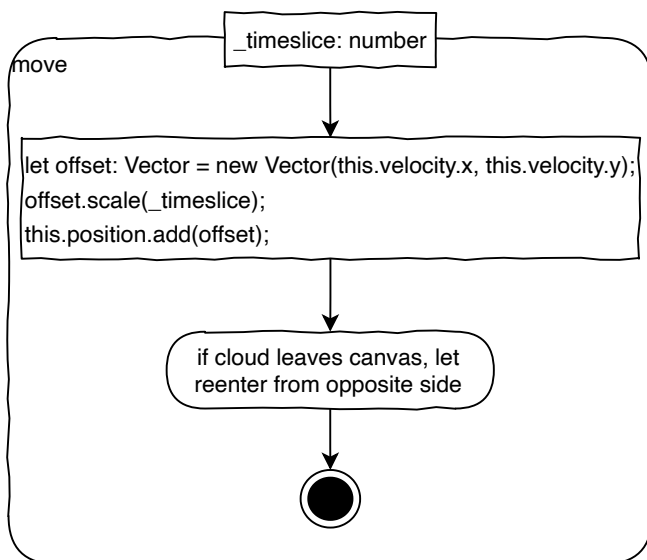 _timeslice: number
move
let offset: Vector = new Vector(this.velocity.x, this.velocity.y);
offset.scale(_timeslice);
this.position.add(offset);
if cloud leaves canvas, let
reenter from opposite side